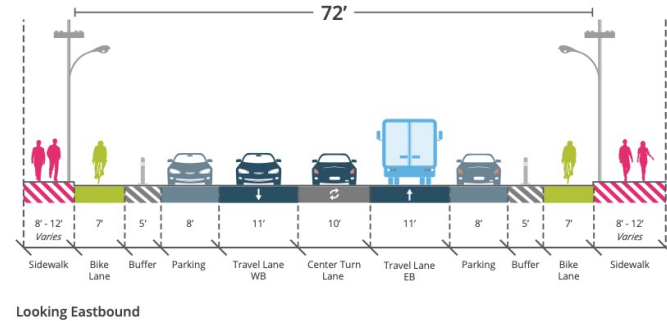 72’
8’ - 12’ 7’ 5’ 8’ 11’ 10’ 11’ 8’ 5’ 7’ 8’ - 12’
Varies Varies
Sidewalk Bike Buffer Parking Travel Lane Center Turn Travel Lane Parking Buffer Bike Sidewalk
Lane WB Lane EB Lane
Looking Eastbound